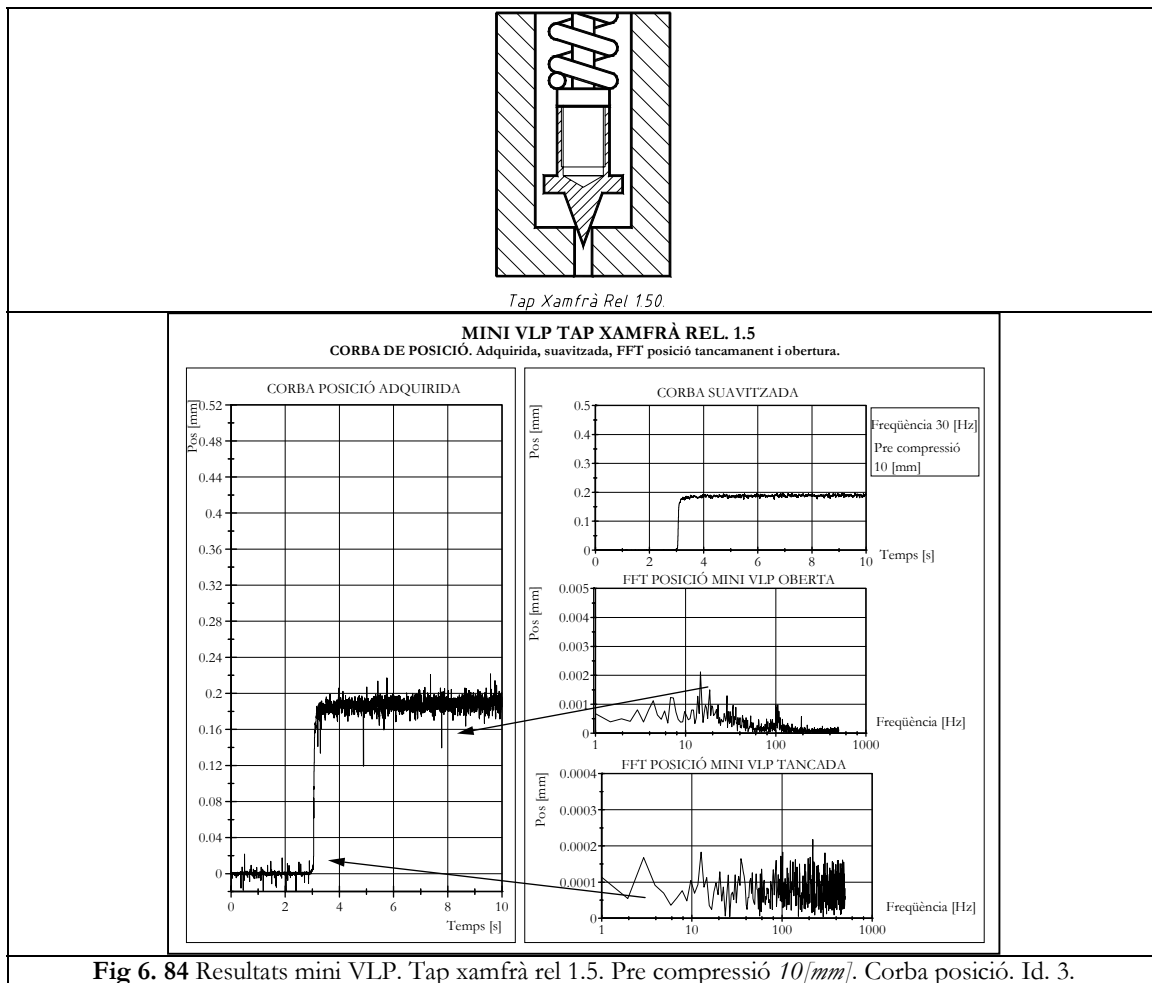 Tap Xamfrà Rel 1.50.
MINI VLP TAP XAMFRÀ REL. 1.5
CORBA DE POSICIÓ. Adquirida, suavitzada, FFT posició tancamanent i obertura.
CORBA POSICIÓ ADQUIRIDA
Pos [mm]
0.52
0.48
0.44
0.4
0.36
0.32
0.28
0.24
0.2
0.16
0.12
0.08
0.04
0
0 2 4 6 8 10
Temps [s]
CORBA SUAVITZADA
Pos [mm]
0.5
0.4
0.3
0.2
0.1
0
0 2 4 6 8 10
Temps [s]
Freqüència 30 [Hz]
Pre compressió
10 [mm]
FFT POSICIÓ MINI VLP OBERTA
Pos [mm]
0.005
0.004
0.003
0.002
0.001
0
1 10 100 1000
Freqüència [Hz]
FFT POSICIÓ MINI VLP TANCADA
Pos [mm]
0.0004
0.0003
0.0002
0.0001
0
1 10 100 1000
Freqüència [Hz]
Fig 6. 84 Resultats mini VLP. Tap xamfrà rel 1.5. Pre compressió 10[mm]. Corba posició. Id. 3.